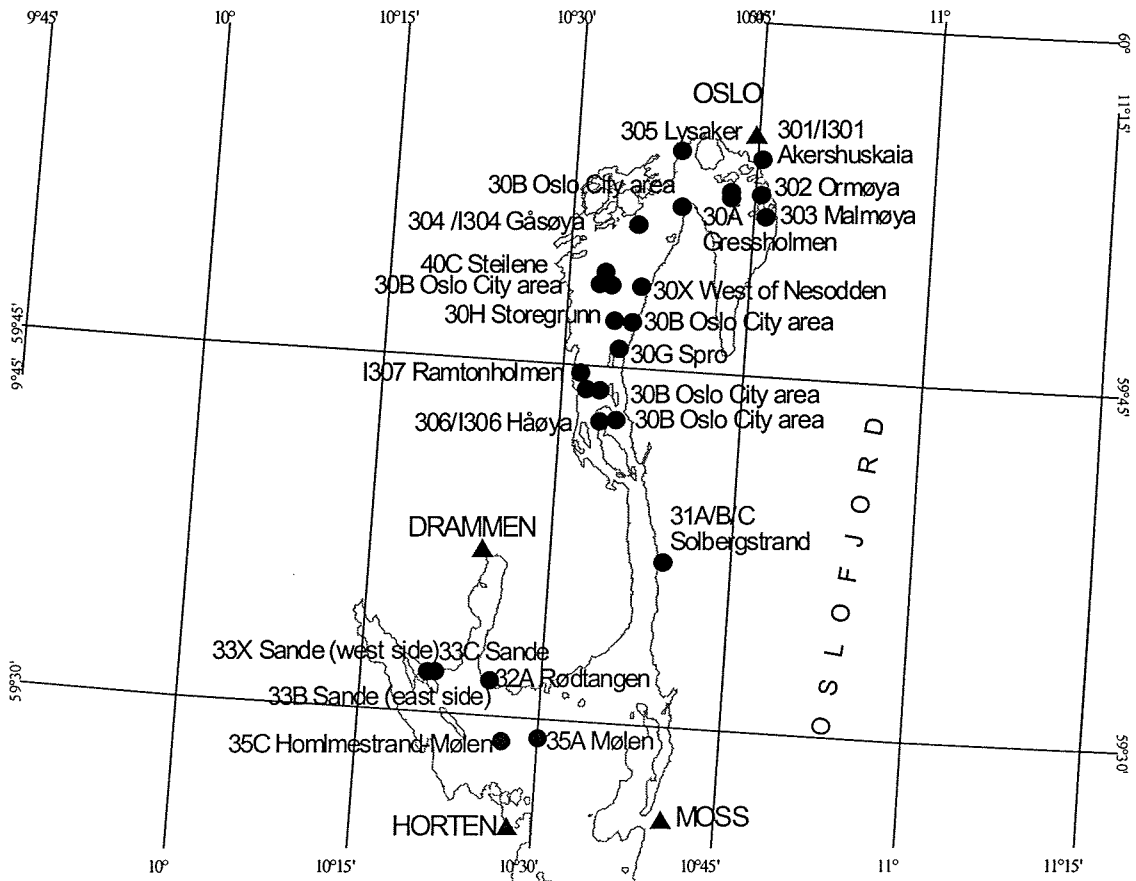 9°45'
10°
10°15'
10°30'
11°
60°
11°15'
OSLO
305 Lysaker
301/I301
Akershuskaia
30B Oslo City area
302 Ormøya
304 /I304 Gåsøya
30A
Gressholmen
303 Malmøya
40C Steilene
30B Oslo City area
30X West of Nesodden
30H Storegrunn
30B Oslo City area
59°45'
9°45'
30G Spro
I307 Ramtonholmen
30B Oslo City area
59°45'
306/I306 Håøya
30B Oslo City area
OSLOFJORD
DRAMMEN
31A/B/C
Solbergstrand
33X Sande (west side)
33C Sande
59°30'
32A Rødtangen
33B Sande (east side)
35C Homlmestrand-Mølen
35A Mølen
59°30'
HORTEN
MOSS
10°
10°15'
10°30'
10°45'
11°
11°15'